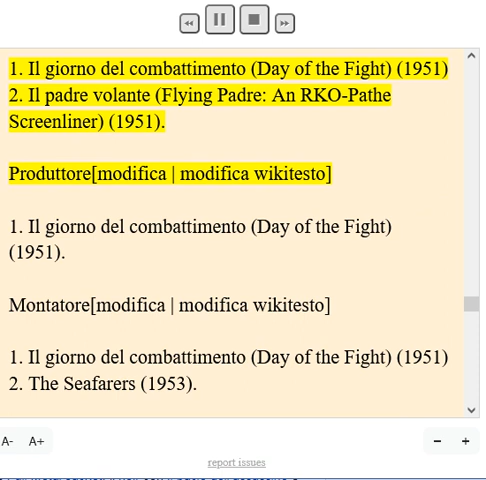 1. Il giorno del combattimento (Day of the Fight) (1951)
2. Il padre volante (Flying Padre: An RKO-Pathe
Screenliner) (1951).
Produttore[modifica | modifica wikitesto]
1. Il giorno del combattimento (Day of the Fight)
(1951).
Montatore[modifica | modifica wikitesto]
1. Il giorno del combattimento (Day of the Fight) (1951)
2. The Seafarers (1953).
A- A+ - +
report issues